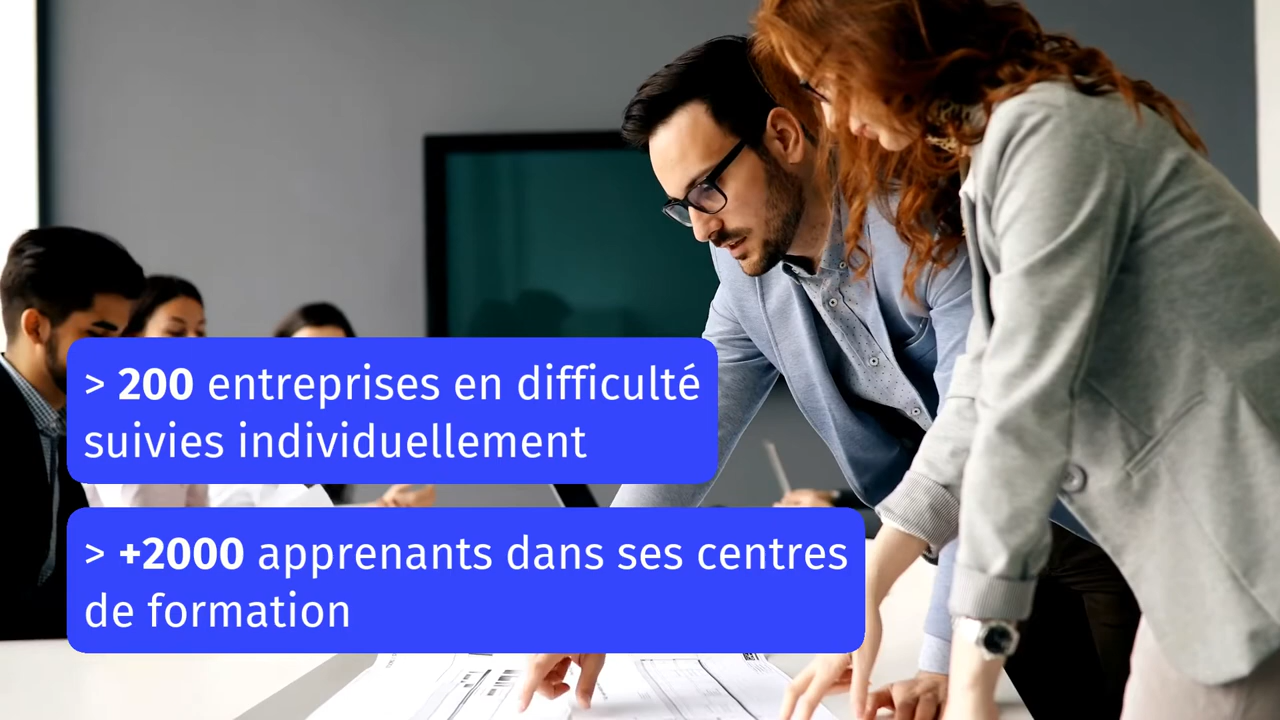 > 200 entreprises en difficulté
suivies individuellement
> +2000 apprenants dans ses centres
de formation